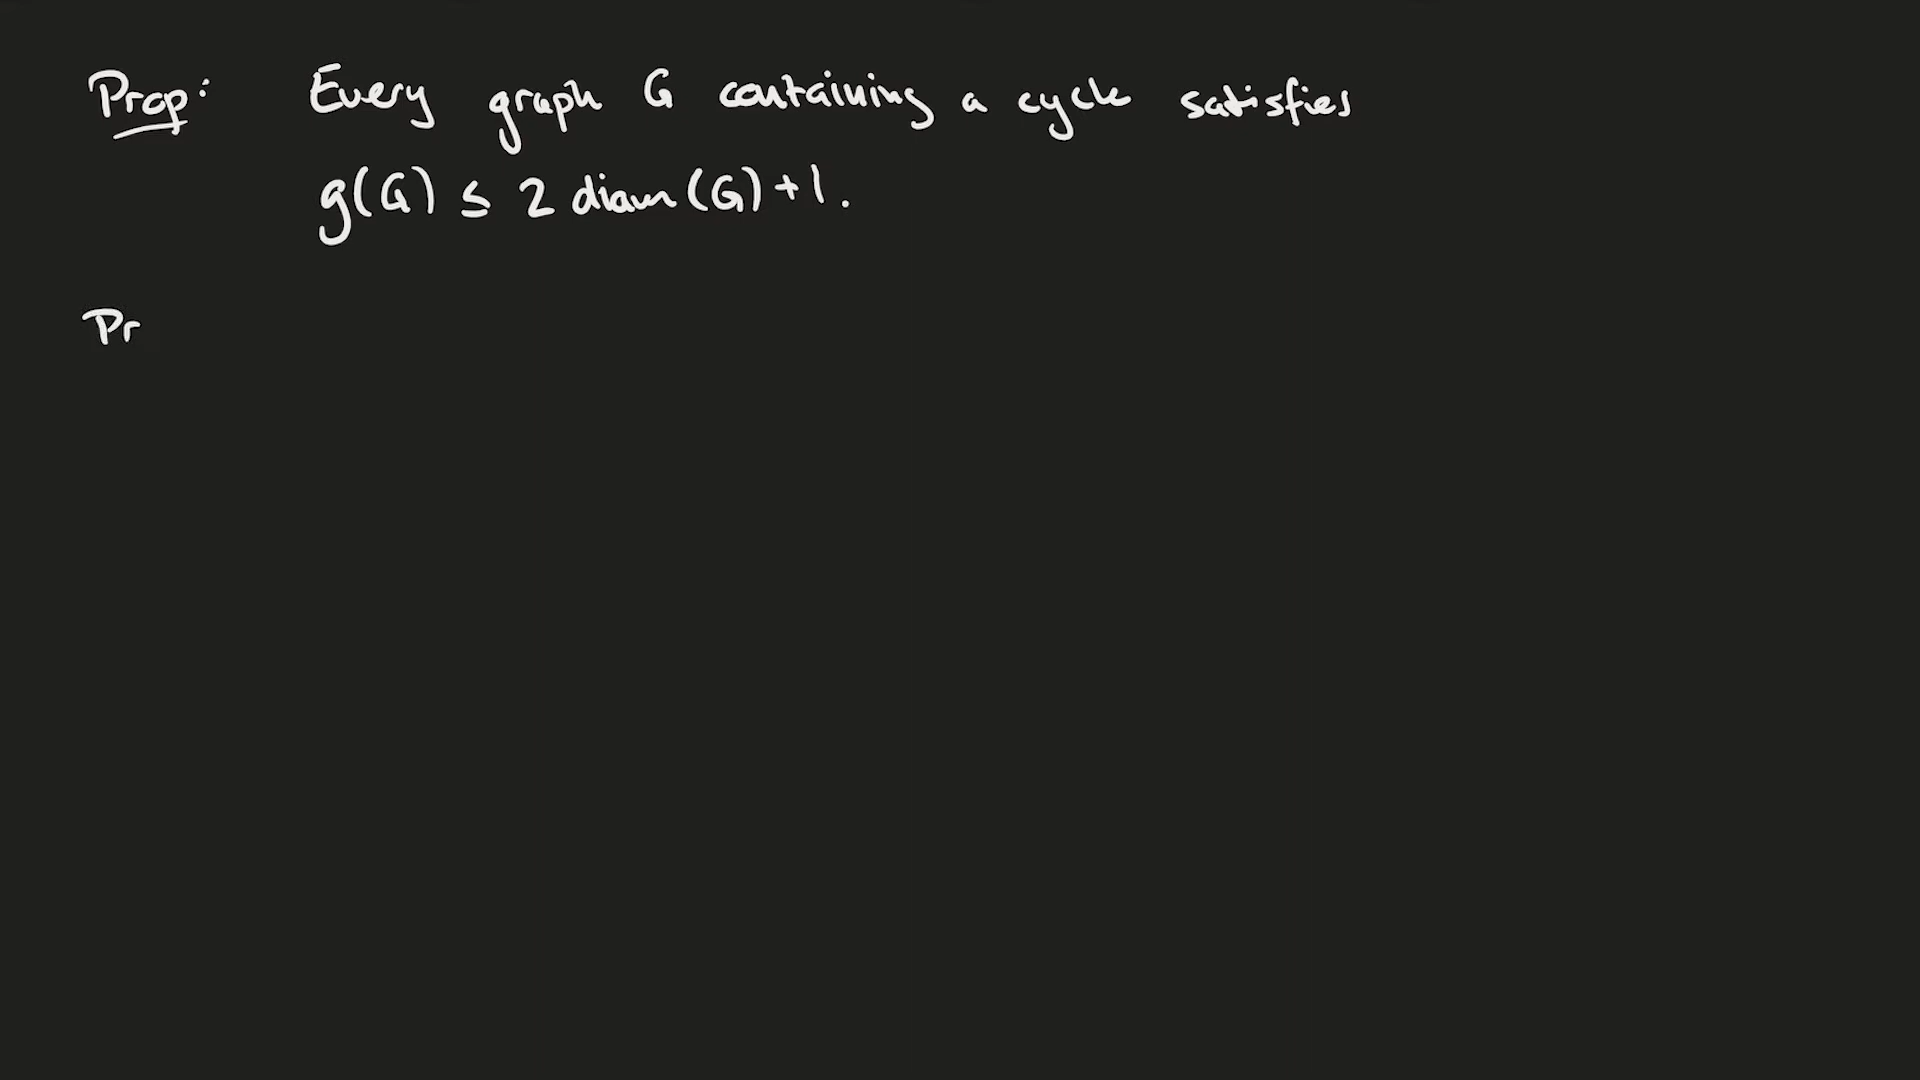 Prop: Every graph G containing a cycle satisfies
g(G) ≤ 2 diam(G)+1.
Pr